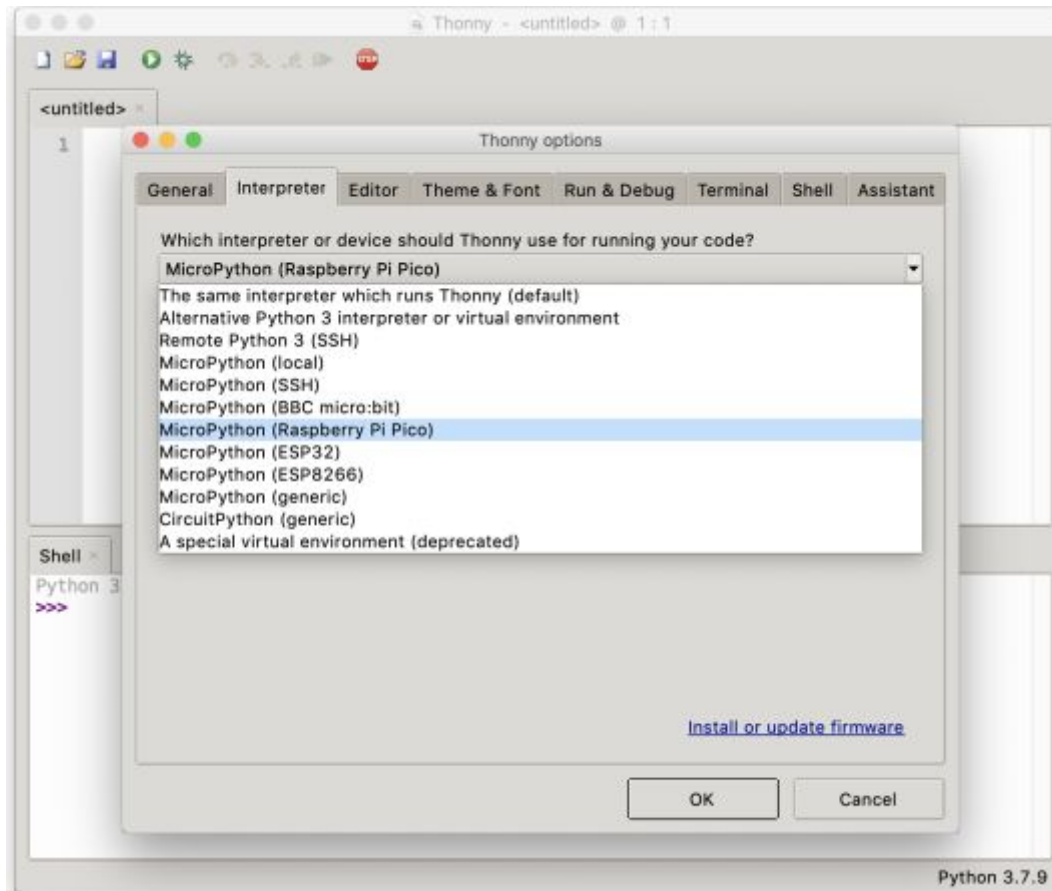 Thonny - <untitled> @ 1:1
STOP
<untitled>
1
Thonny options
General Interpreter Editor Theme & Font Run & Debug Terminal Shell Assistant
Which interpreter or device should Thonny use for running your code?
MicroPython (Raspberry Pi Pico)
The same interpreter which runs Thonny (default)
Alternative Python 3 interpreter or virtual environment
Remote Python 3 (SSH)
MicroPython (local)
MicroPython (SSH)
MicroPython (BBC micro:bit)
MicroPython (Raspberry Pi Pico)
MicroPython (ESP32)
MicroPython (ESP8266)
MicroPython (generic)
CircuitPython (generic)
A special virtual environment (deprecated)
Shell
Python 3
>>>
Install or update firmware
OK Cancel
Python 3.7.9